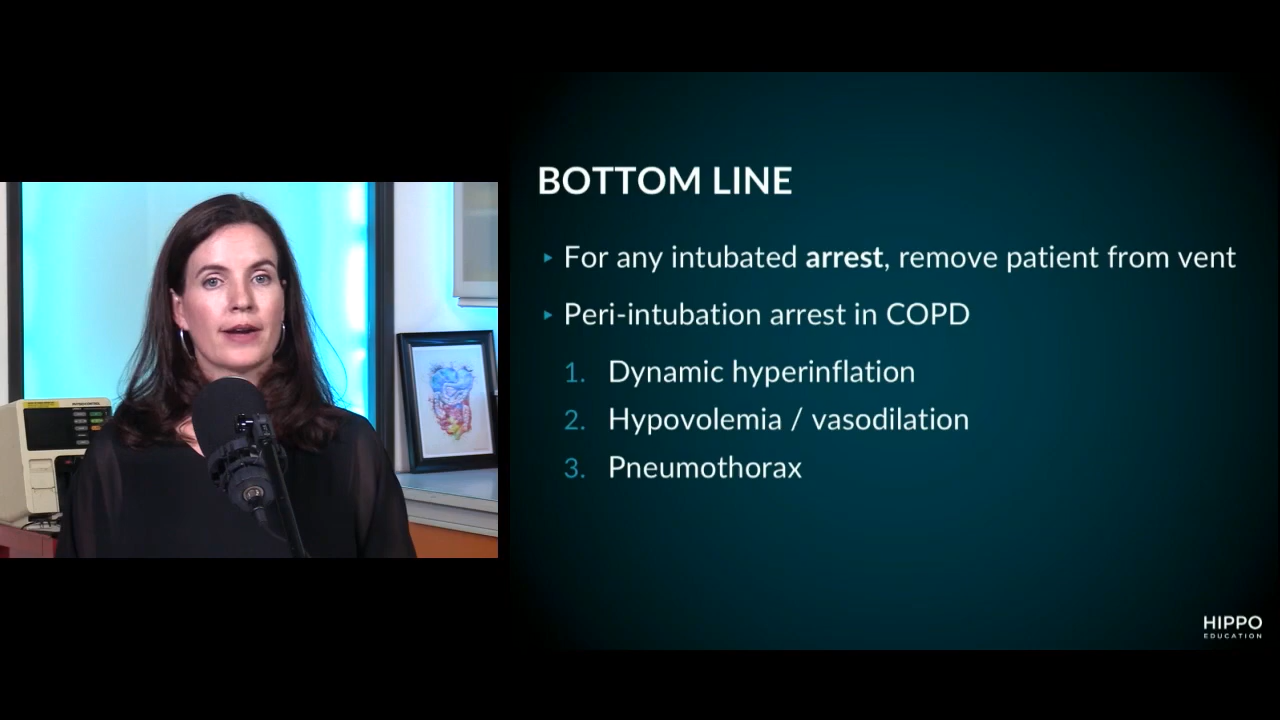 BOTTOM LINE
‣ For any intubated arrest, remove patient from vent
‣ Peri-intubation arrest in COPD
1. Dynamic hyperinflation
2. Hypovolemia / vasodilation
3. Pneumothorax
HIPPO
EDUCATION